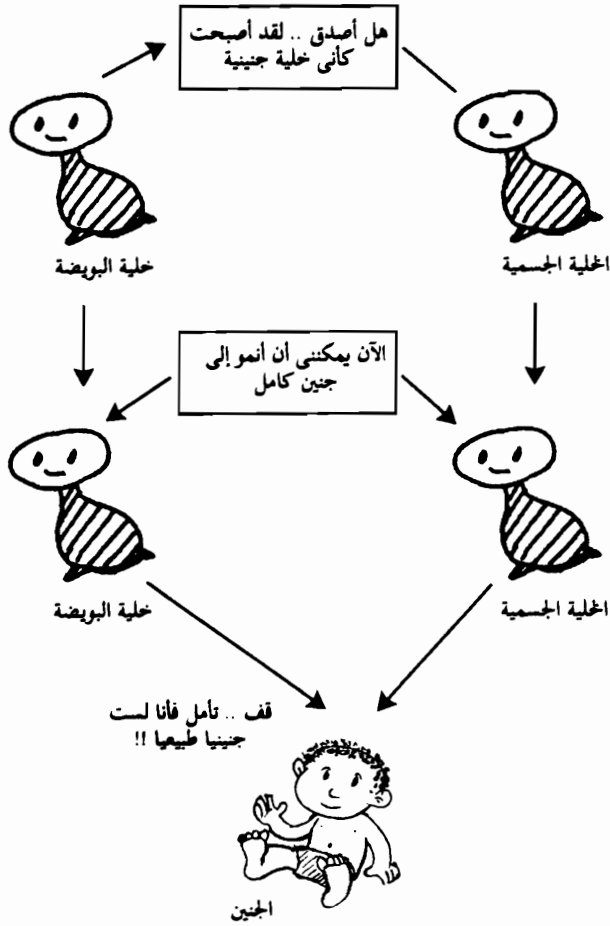 هل أصدق .. لقد أصبحت
كأنى خلية جنينية
خلية البويضة
الخلية الجسمية
الآن يمكننى أن أنمو إلى
جنين كامل
خلية البويضة
الخلية الجسمية
قف .. تأمل فأنا لست
جنينيا طبيعيا !!
الجنين